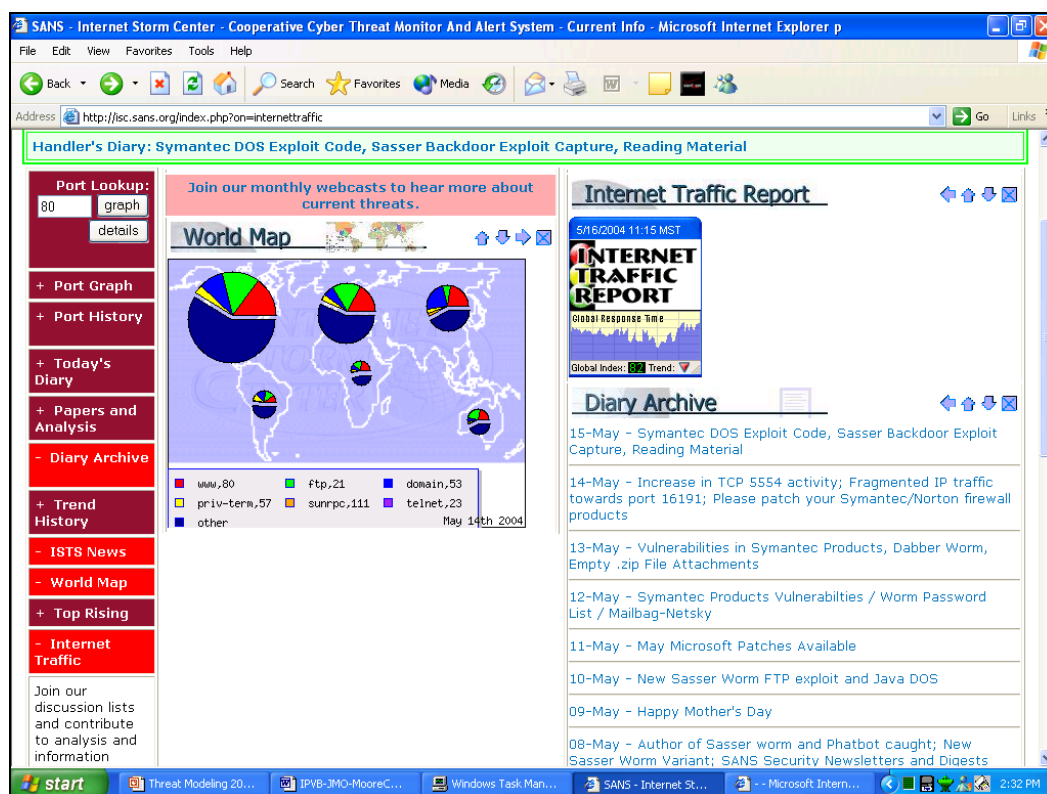 SANS - Internet Storm Center - Cooperative Cyber Threat Monitor And Alert System - Current Info - Microsoft Internet Explorer p
File Edit View Favorites Tools Help
Back Search Favorites Media
Address http://isc.sans.org/index.php?on=internettraffic Go Links
Handler's Diary: Symantec DOS Exploit Code, Sasser Backdoor Exploit Capture, Reading Material
Port Lookup:
80 graph
details
+ Port Graph
+ Port History
+ Today's
Diary
+ Papers and
Analysis
- Diary Archive
+ Trend
History
- ISTS News
- World Map
+ Top Rising
- Internet
Traffic
Join our
discussion lists
and contribute
to analysis and
information
Join our monthly webcasts to hear more about
current threats.
World Map
INTERNET
STORM
CENTER
www,80 ftp,21 domain,53
priv-term,57 sunrpc,111 telnet,23
other
May 14th 2004
Internet Traffic Report
5/16/2004 11:15 MST
INTERNET
TRAFFIC
REPORT
Global Response Time
Global Index: 82 Trend:
Diary Archive
15-May - Symantec DOS Exploit Code, Sasser Backdoor Exploit
Capture, Reading Material
14-May - Increase in TCP 5554 activity; Fragmented IP traffic
towards port 16191; Please patch your Symantec/Norton firewall
products
13-May - Vulnerabilities in Symantec Products, Dabber Worm,
Empty .zip File Attachments
12-May - Symantec Products Vulnerabilties / Worm Password
List / Mailbag-Netsky
11-May - May Microsoft Patches Available
10-May - New Sasser Worm FTP exploit and Java DOS
09-May - Happy Mother's Day
08-May - Author of Sasser worm and Phatbot caught; New
Sasser Worm Variant; SANS Security Newsletters and Digests
start Threat Modeling 20... IPVB-JMO-MooreC... Windows Task Man... SANS - Internet St... - - Microsoft Intern... 2:32 PM